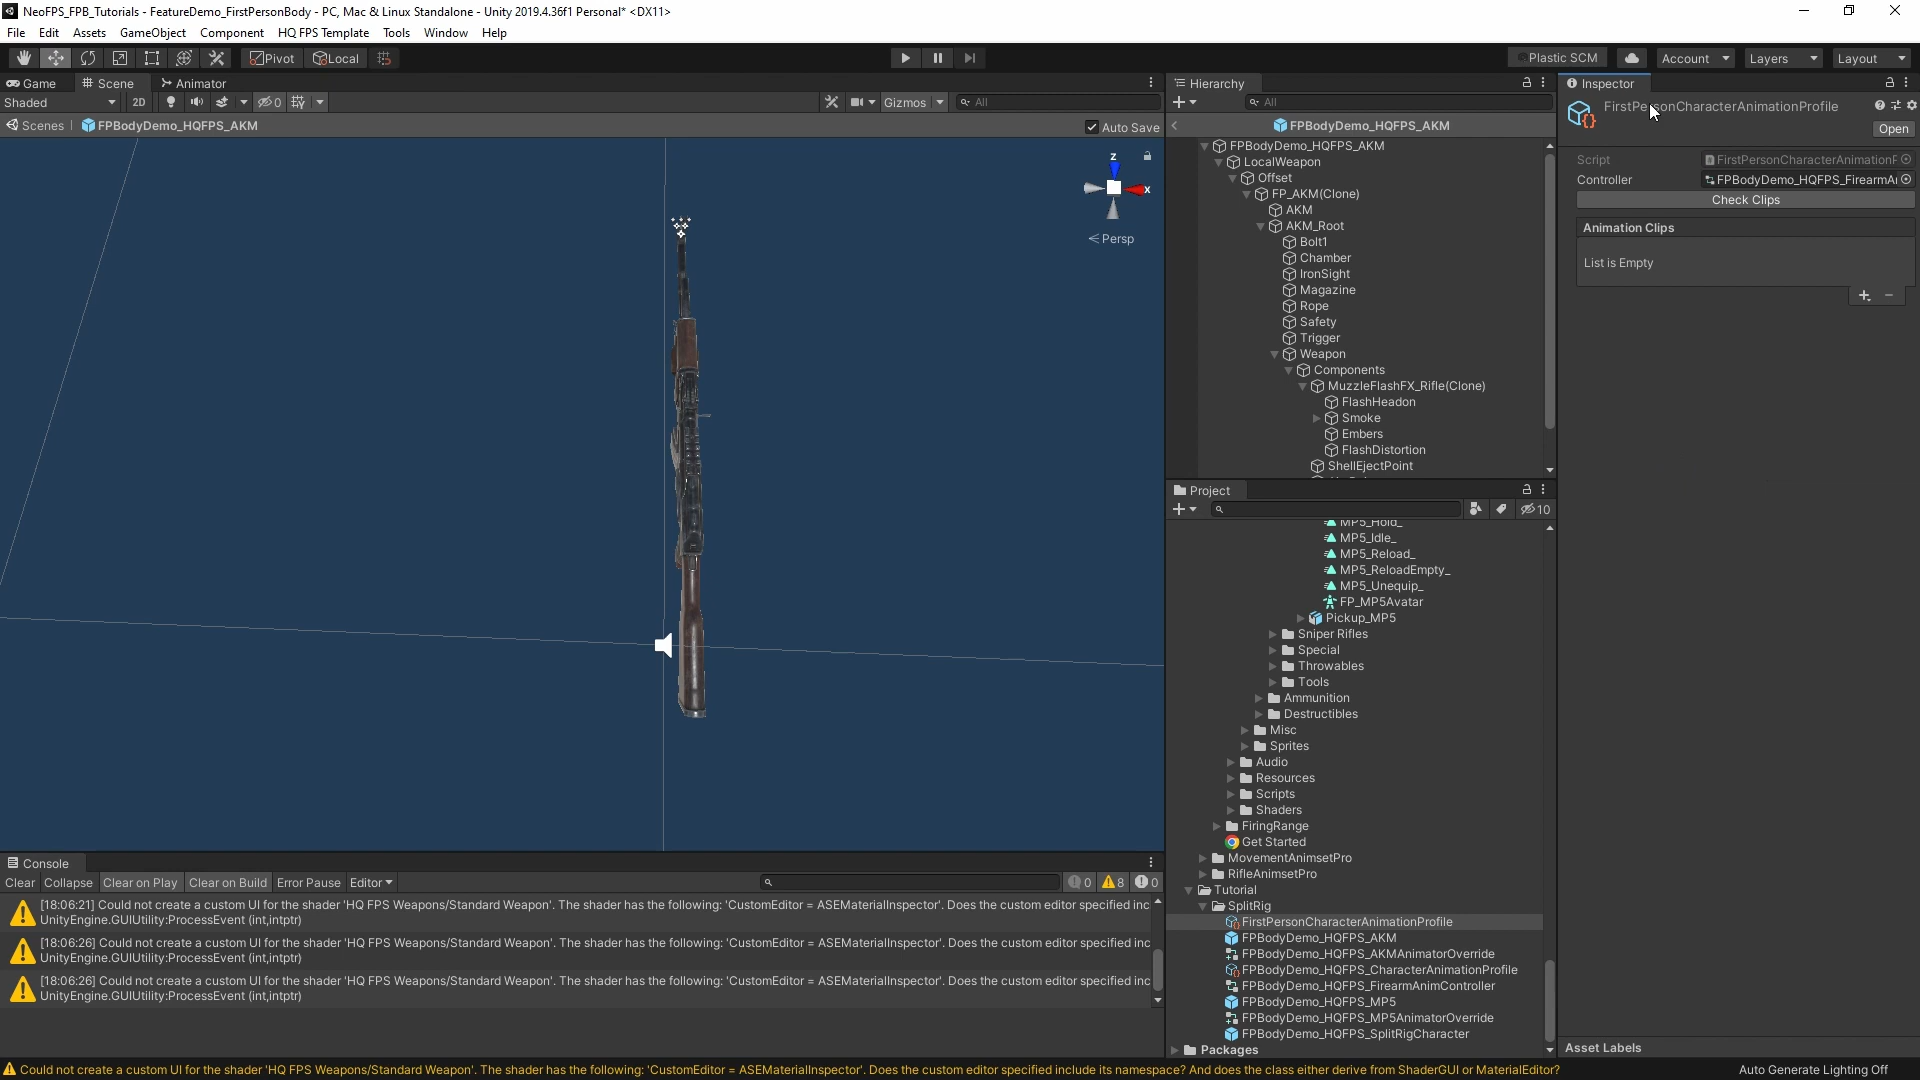 NeoFPS_FPB_Tutorials - FeatureDemo_FirstPersonBody - PC, Mac & Linux Standalone - Unity 2019.4.36f1 Personal* <DX11>
File Edit Assets GameObject Component HQ FPS Template Tools Window Help
Pivot Local
Plastic SCM Account Layers Layout
Game Scene Animator
Shaded 2D 0 Gizmos All
Scenes FPBodyDemo_HQFPS_AKM
Auto Save
z
x
Persp
Hierarchy
All
FPBodyDemo_HQFPS_AKM
FPBodyDemo_HQFPS_AKM
LocalWeapon
Offset
FP_AKM(Clone)
AKM
AKM_Root
Bolt1
Chamber
IronSight
Magazine
Rope
Safety
Trigger
Weapon
Components
MuzzleFlashFX_Rifle(Clone)
FlashHeadon
Smoke
Embers
FlashDistortion
ShellEjectPoint
Project
10
MP5_Hold_
MP5_Idle_
MP5_Reload_
MP5_ReloadEmpty_
MP5_Unequip_
FP_MP5Avatar
Pickup_MP5
Sniper Rifles
Special
Throwables
Tools
Ammunition
Destructibles
Misc
Sprites
Audio
Resources
Scripts
Shaders
FiringRange
Get Started
MovementAnimsetPro
RifleAnimsetPro
Tutorial
SplitRig
FirstPersonCharacterAnimationProfile
FPBodyDemo_HQFPS_AKM
FPBodyDemo_HQFPS_AKMAnimatorOverride
FPBodyDemo_HQFPS_CharacterAnimationProfile
FPBodyDemo_HQFPS_FirearmAnimController
FPBodyDemo_HQFPS_MP5
FPBodyDemo_HQFPS_MP5AnimatorOverride
FPBodyDemo_HQFPS_SplitRigCharacter
Packages
Inspector
FirstPersonCharacterAnimationProfile
Open
Script FirstPersonCharacterAnimationF
Controller FPBodyDemo_HQFPS_FirearmAn
Check Clips
Animation Clips
List is Empty
Asset Labels
Console
Clear Collapse Clear on Play Clear on Build Error Pause Editor 0 8 0
[18:06:21] Could not create a custom UI for the shader 'HQ FPS Weapons/Standard Weapon'. The shader has the following: 'CustomEditor = ASEMaterialInspector'. Does the custom editor specified inc
UnityEngine.GUIUtility:ProcessEvent (int,intptr)
[18:06:26] Could not create a custom UI for the shader 'HQ FPS Weapons/Standard Weapon'. The shader has the following: 'CustomEditor = ASEMaterialInspector'. Does the custom editor specified inc
UnityEngine.GUIUtility:ProcessEvent (int,intptr)
[18:06:26] Could not create a custom UI for the shader 'HQ FPS Weapons/Standard Weapon'. The shader has the following: 'CustomEditor = ASEMaterialInspector'. Does the custom editor specified inc
UnityEngine.GUIUtility:ProcessEvent (int,intptr)
Could not create a custom UI for the shader 'HQ FPS Weapons/Standard Weapon'. The shader has the following: 'CustomEditor = ASEMaterialInspector'. Does the custom editor specified include its namespace? And does the class either derive from ShaderGUI or MaterialEditor?
Auto Generate Lighting Off